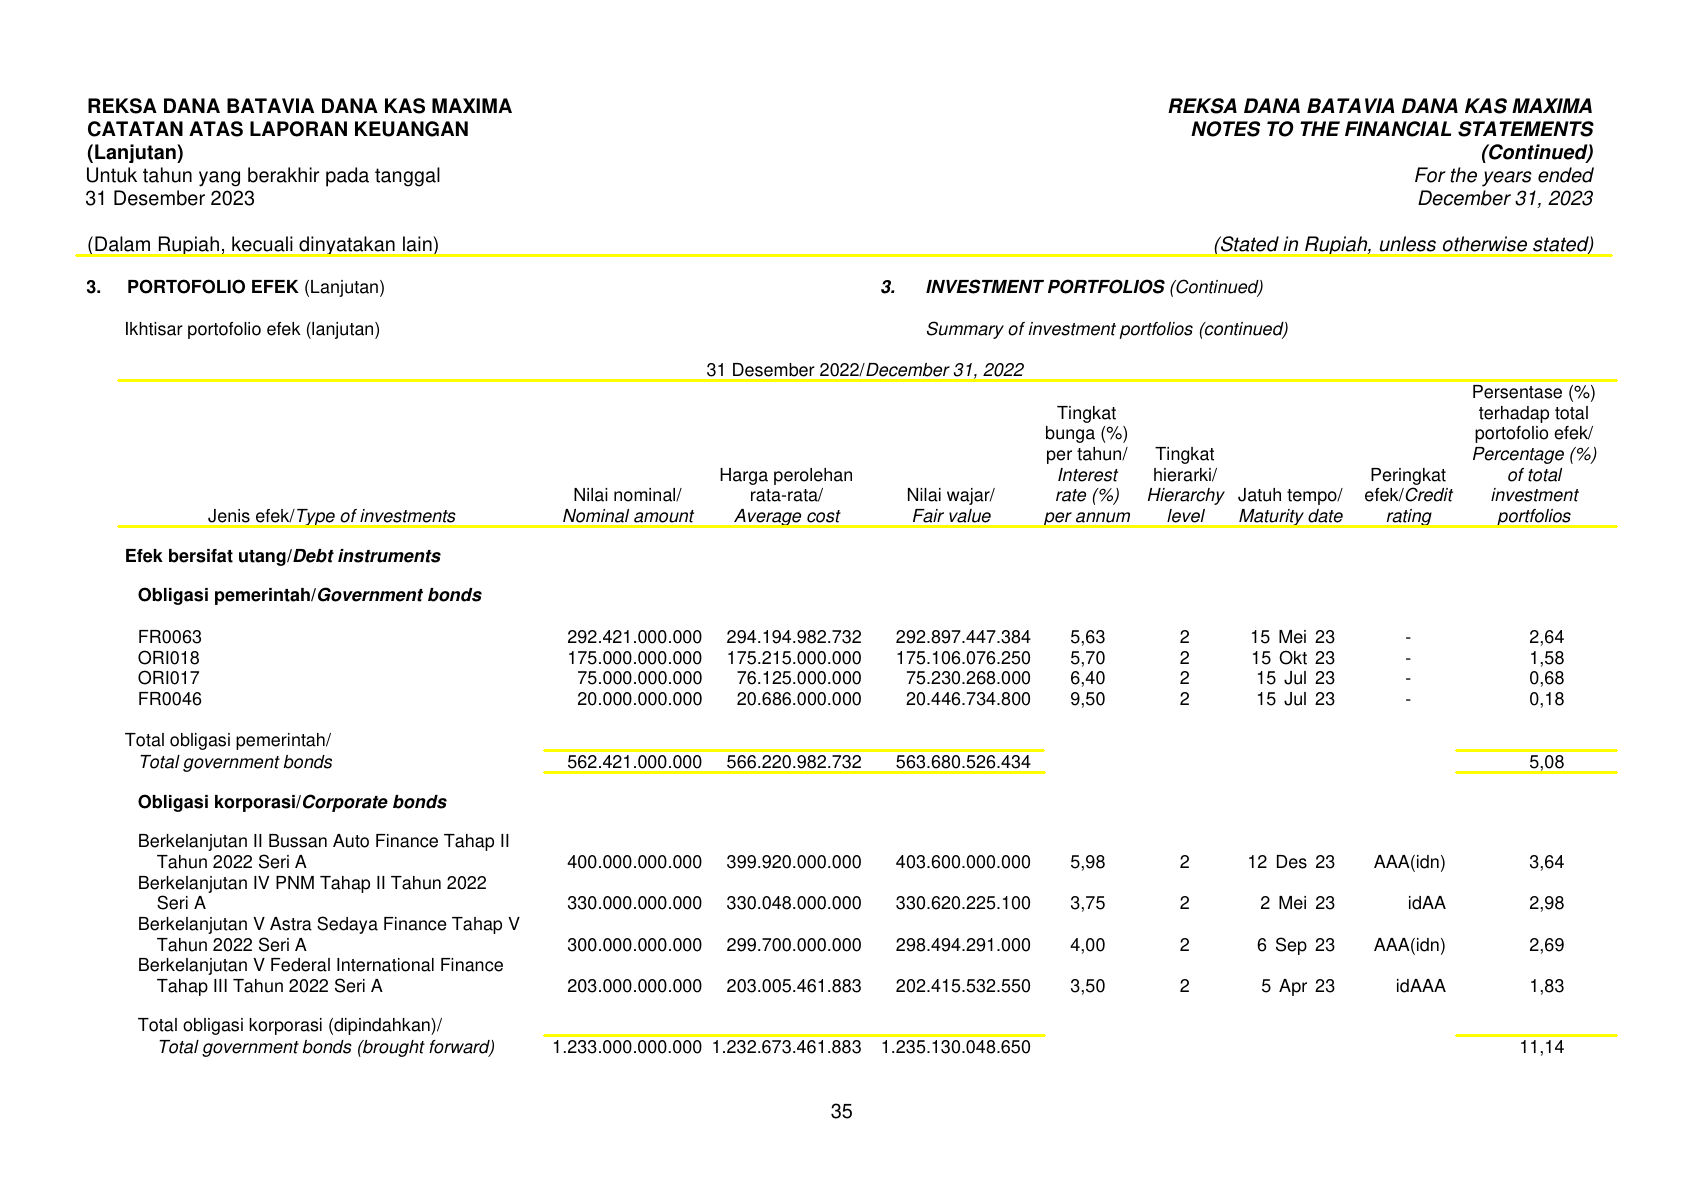 REKSA DANA BATAVIA DANA KAS MAXIMA
CATATAN ATAS LAPORAN KEUANGAN
(Lanjutan)
Untuk tahun yang berakhir pada tanggal
31 Desember 2023
(Dalam Rupiah, kecuali dinyatakan lain)
REKSA DANA BATAVIA DANA KAS MAXIMA
NOTES TO THE FINANCIAL STATEMENTS
(Continued)
For the years ended
December 31, 2023
(Stated in Rupiah, unless otherwise stated)
3. PORTOFOLIO EFEK (Lanjutan)
3. INVESTMENT PORTFOLIOS (Continued)
Ikhtisar portofolio efek (lanjutan)
Summary of investment portfolios (continued)
31 Desember 2022/December 31, 2022
Jenis efek/Type of investments
Nilai nominal/
Nominal amount
Harga perolehan
rata-rata/
Average cost
Nilai wajar/
Fair value
Tingkat
bunga (%)
per tahun/
Interest
rate (%)
per annum
Tingkat
hierarki/
Hierarchy
level
Jatuh tempo/
Maturity date
Peringkat
efek/Credit
rating
Persentase (%)
terhadap total
portofolio efek/
Percentage (%)
of total
investment
portfolios
Efek bersifat utang/Debt instruments
Obligasi pemerintah/Government bonds
FR0063 292.421.000.000 294.194.982.732 292.897.447.384 5,63 2 15 Mei 23 - 2,64
ORI018 175.000.000.000 175.215.000.000 175.106.076.250 5,70 2 15 Okt 23 - 1,58
ORI017 75.000.000.000 76.125.000.000 75.230.268.000 6,40 2 15 Jul 23 - 0,68
FR0046 20.000.000.000 20.686.000.000 20.446.734.800 9,50 2 15 Jul 23 - 0,18
Total obligasi pemerintah/
Total government bonds 562.421.000.000 566.220.982.732 563.680.526.434 5,08
Obligasi korporasi/Corporate bonds
Berkelanjutan II Bussan Auto Finance Tahap II
Tahun 2022 Seri A 400.000.000.000 399.920.000.000 403.600.000.000 5,98 2 12 Des 23 AAA(idn) 3,64
Berkelanjutan IV PNM Tahap II Tahun 2022
Seri A 330.000.000.000 330.048.000.000 330.620.225.100 3,75 2 2 Mei 23 idAA 2,98
Berkelanjutan V Astra Sedaya Finance Tahap V
Tahun 2022 Seri A 300.000.000.000 299.700.000.000 298.494.291.000 4,00 2 6 Sep 23 AAA(idn) 2,69
Berkelanjutan V Federal International Finance
Tahap III Tahun 2022 Seri A 203.000.000.000 203.005.461.883 202.415.532.550 3,50 2 5 Apr 23 idAAA 1,83
Total obligasi korporasi (dipindahkan)/
Total government bonds (brought forward) 1.233.000.000.000 1.232.673.461.883 1.235.130.048.650 11,14
35